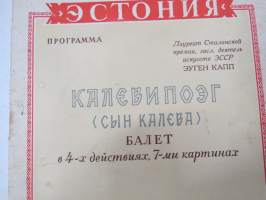 ЭСТОНИЯ
ПРОГРАММА
Лауреат Сталинской
премии, засл. деятель
искусств ЭССР
ЭУГЕН КАПП
КАЛЕВИПОЭГ
(СЫН КАЛЕВА)
БАЛЕТ
в 4-х действиях, 7-ми картинах